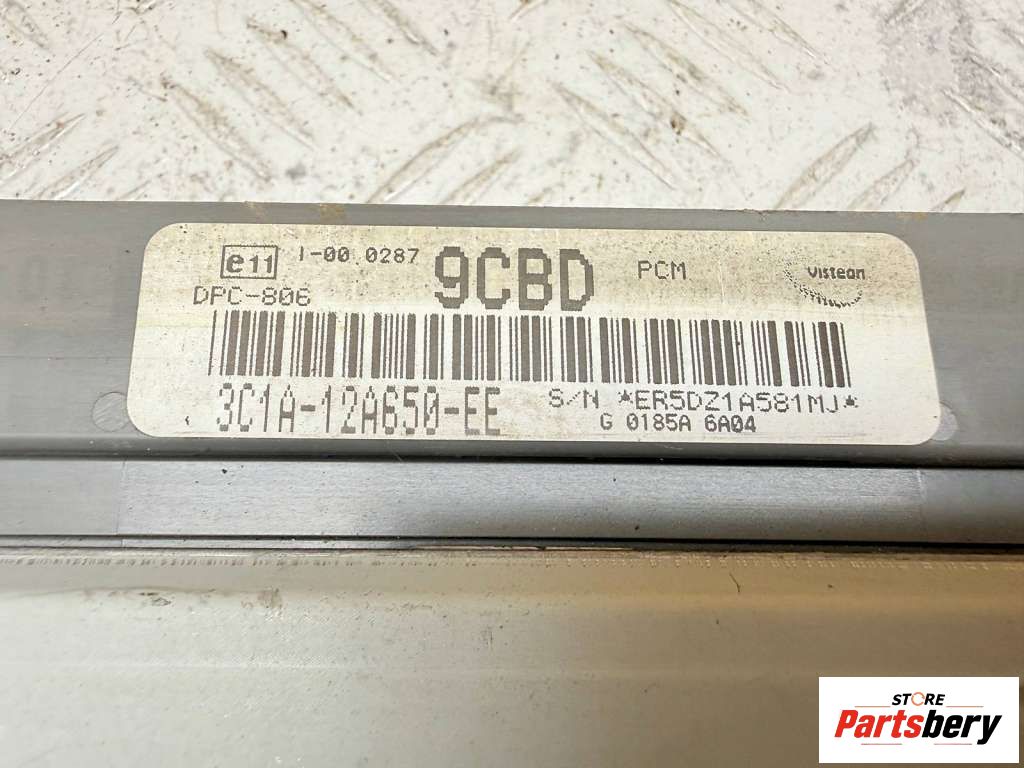 e11 I-00 0287 9CBD PCM Visteon
DPC-806
3C1A-12A650-EE S/N *ER5DZ1A581MJ*
G 0185A 6A04
STORE
Partsbery